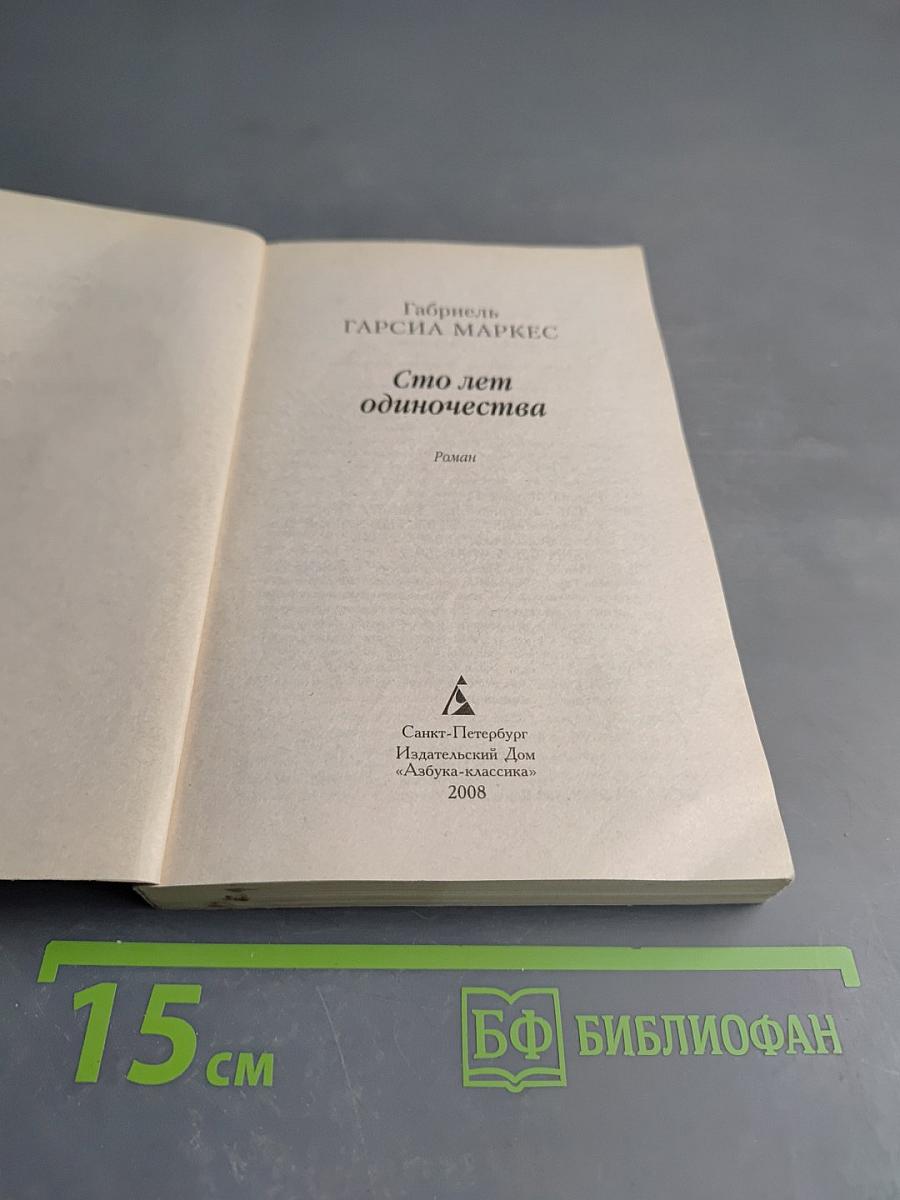 Габриель
ГАРСИА МАРКЕС
Сто лет
одиночества
Роман
Санкт-Петербург
Издательский Дом
«Азбука-классика»
2008
15 см
БФ БИБЛИОФАН